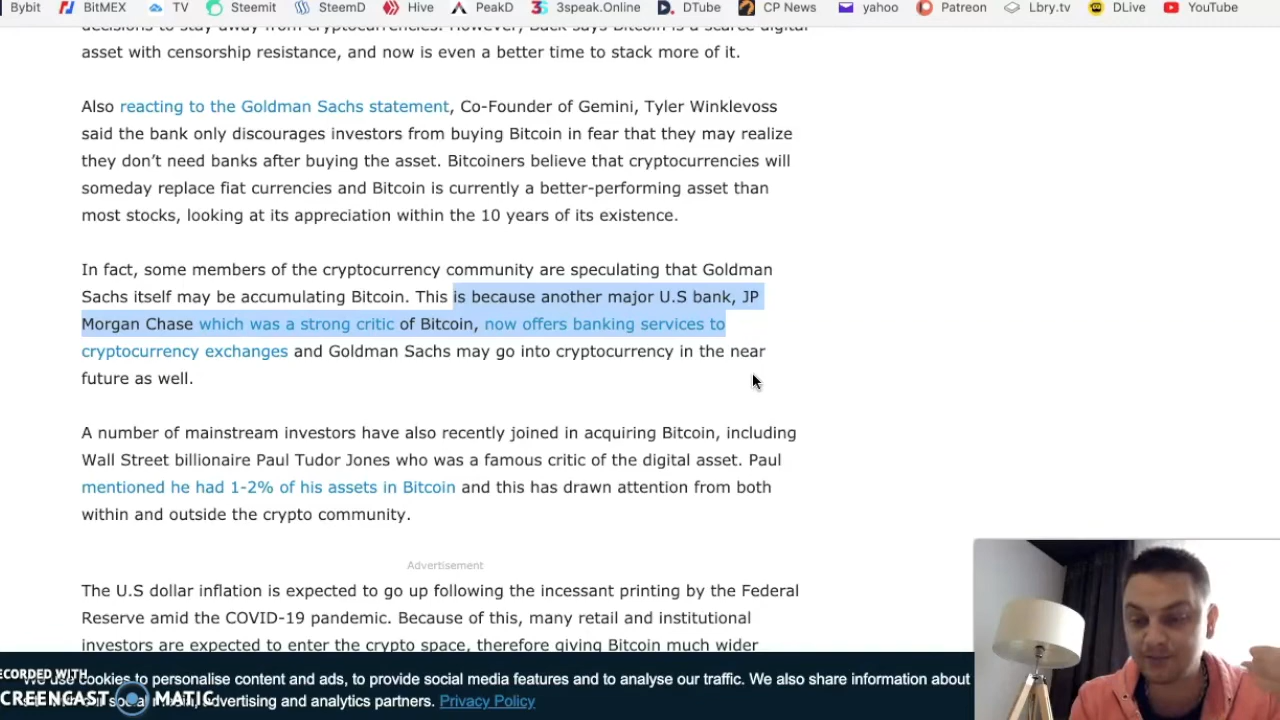 Bybit BitMEX TV Steemit SteemD Hive PeakD 3speak.Online DTube CP News yahoo Patreon Lbry.tv DLive YouTube
decisions to stay away from cryptocurrencies. However, Back says Bitcoin is a scarce digital
asset with censorship resistance, and now is even a better time to stack more of it.
Also reacting to the Goldman Sachs statement, Co-Founder of Gemini, Tyler Winklevoss
said the bank only discourages investors from buying Bitcoin in fear that they may realize
they don’t need banks after buying the asset. Bitcoiners believe that cryptocurrencies will
someday replace fiat currencies and Bitcoin is currently a better-performing asset than
most stocks, looking at its appreciation within the 10 years of its existence.
In fact, some members of the cryptocurrency community are speculating that Goldman
Sachs itself may be accumulating Bitcoin. This is because another major U.S bank, JP
Morgan Chase which was a strong critic of Bitcoin, now offers banking services to
cryptocurrency exchanges and Goldman Sachs may go into cryptocurrency in the near
future as well.
A number of mainstream investors have also recently joined in acquiring Bitcoin, including
Wall Street billionaire Paul Tudor Jones who was a famous critic of the digital asset. Paul
mentioned he had 1-2% of his assets in Bitcoin and this has drawn attention from both
within and outside the crypto community.
Advertisement
The U.S dollar inflation is expected to go up following the incessant printing by the Federal
Reserve amid the COVID-19 pandemic. Because of this, many retail and institutional
investors are expected to enter the crypto space, therefore giving Bitcoin much wider
RECORDED WITH
We use cookies to personalise content and ads, to provide social media features and to analyse our traffic. We also share information about
SCREENCAST MATIC
advertising and analytics partners. Privacy Policy